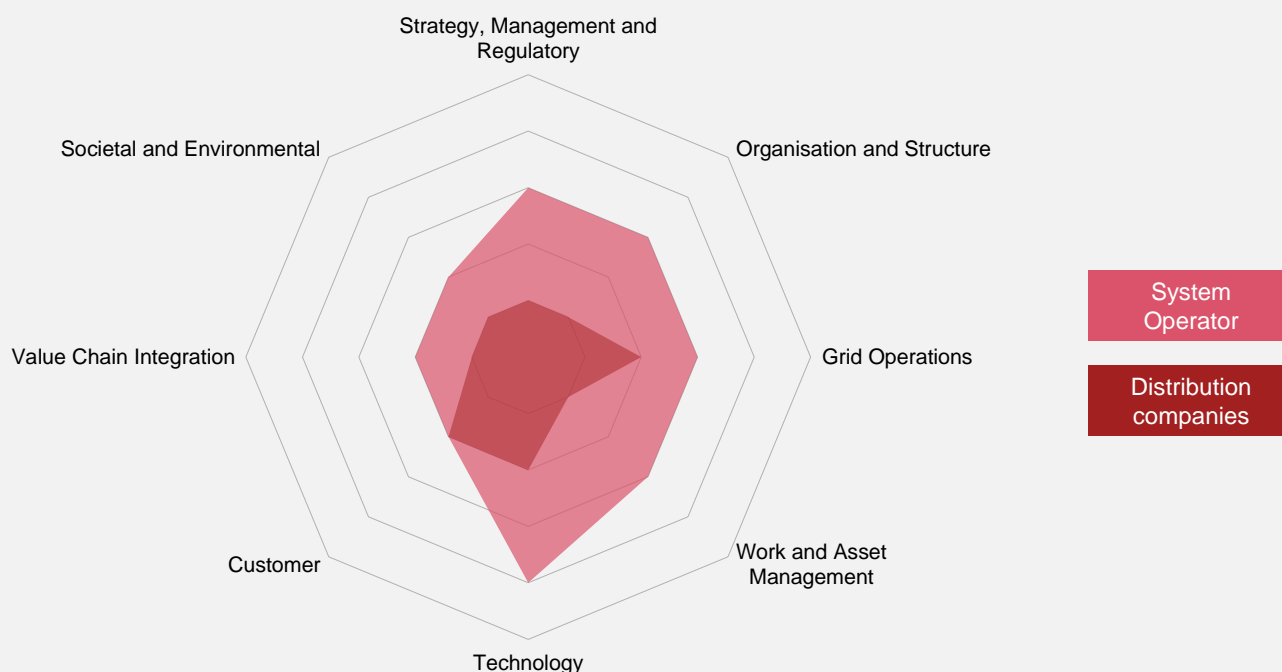 Strategy, Management and
Regulatory
Societal and Environmental
Organisation and Structure
Value Chain Integration
Grid Operations
System
Operator
Distribution
companies
Customer
Work and Asset
Management
Technology